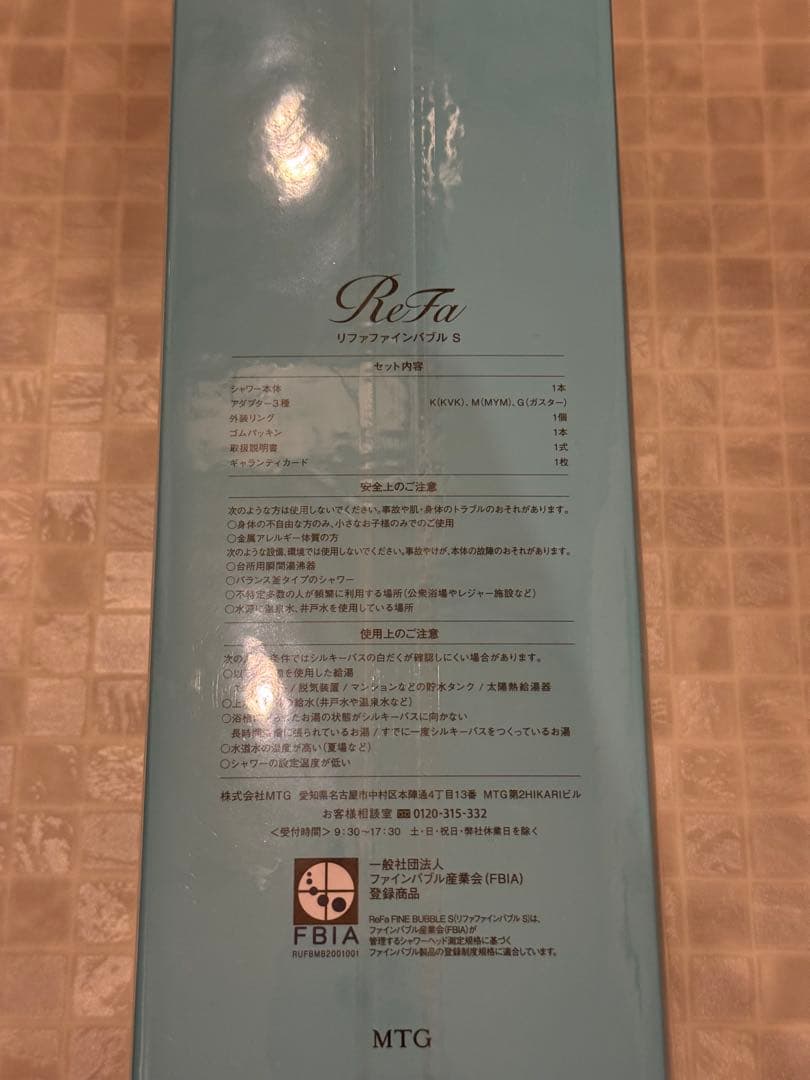 ReFa
リファファインバブル S
セット内容
シャワー本体 1本
アダプター3種 K(KVK)、M(MYM)、G(ガスター)
外装リング 1個
ゴムパッキン 1本
取扱説明書 1式
ギャランティカード 1枚
安全上のご注意
次のような方は使用しないでください。事故や肌・身体のトラブルのおそれがあります。
○身体の不自由な方のみ、小さなお子様のみでのご使用
○金属アレルギー体質の方
次のような設備、環境では使用しないでください。事故やけが、本体の故障のおそれがあります。
○台所用瞬間湯沸器
○バランス釜タイプのシャワー
○不特定多数の人が頻繁に利用する場所(公衆浴場やレジャー施設など)
○水源に温泉水、井戸水を使用している場所
使用上のご注意
次の 条件ではシルキーバスの白だくが確認しにくい場合があります。
○以 を使用した給湯
/ 脱気装置 / マンションなどの貯水タンク / 太陽熱給湯器
○上 の給水(井戸水や温泉水など)
○浴槽に たお湯の状態がシルキーバスに向かない
長時間浴槽に張られているお湯 / すでに一度シルキーバスをつくっているお湯
○水道水の温度が高い(夏場など)
○シャワーの設定温度が低い
株式会社MTG 愛知県名古屋市中村区本陣通4丁目13番 MTG第2HIKARIビル
お客様相談室 0120-315-332
<受付時間> 9:30~17:30 土・日・祝日・弊社休業日を除く
一般社団法人
ファインバブル産業会(FBIA)
登録商品
FBIA
RUFBMB2001001
ReFa FINE BUBBLE S(リファファインバブル S)は、
ファインバブル産業会(FBIA)が
管理するシャワーヘッド測定規格に基づく
ファインバブル製品の登録制度規格に適合しています。
MTG